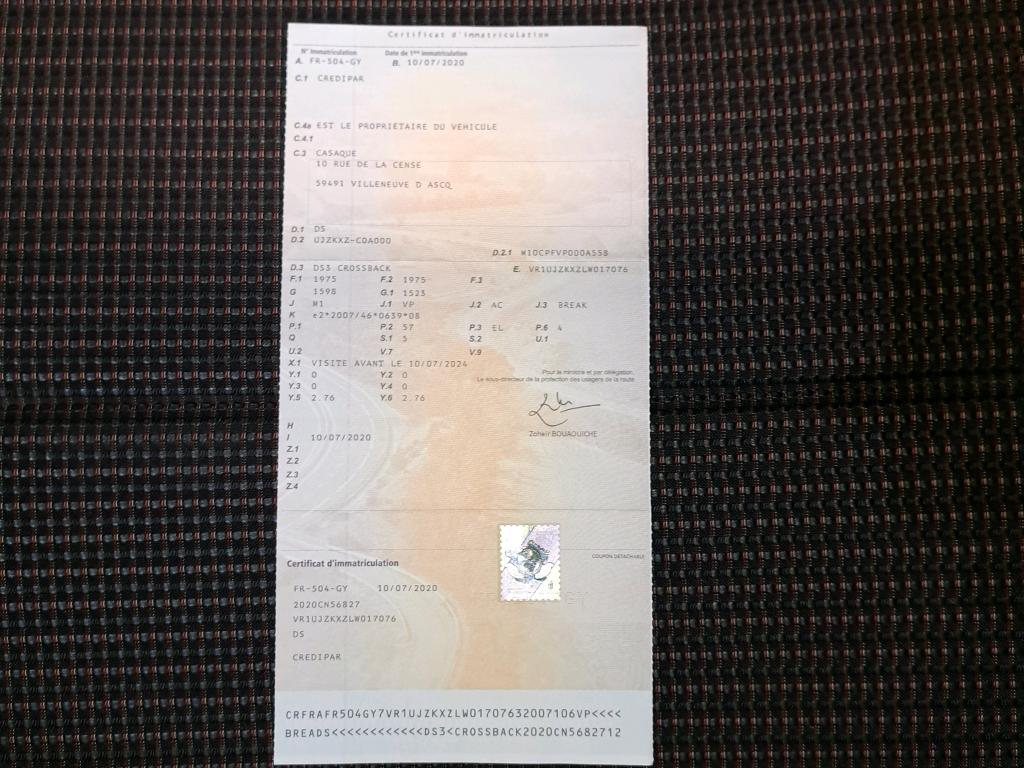 Certificat d'immatriculation
N° Immatriculation Date de 1ère immatriculation
A. FR-504-GY B. 10/07/2020
C.1 CREDIPAR
C.4a EST LE PROPRIÉTAIRE DU VÉHICULE
C.4.1
C.3 CASAQUE
10 RUE DE LA CENSE
59491 VILLENEUVE D ASCQ
D.1 DS
D.2 UJZKXZ-C0A000
D.2.1 M10CPFVP000A558
D.3 DS3 CROSSBACK E. VR1UJZKXZLW017076
F.1 1975 F.2 1975 F.3
G 1598 G.1 1523
J M1 J.1 VP J.2 AC J.3 BREAK
K e2*2007/46*0639*08
P.1 P.2 57 P.3 EL P.6 4
Q S.1 5 S.2 U.1
U.2 V.7 V.9
X.1 VISITE AVANT LE 10/07/2024
Y.1 0 Y.2 0
Pour le ministre et par délégation,
Le sous-directeur de la protection des usagers de la route
Y.3 0 Y.4 0
Y.5 2.76 Y.6 2.76
Zoheir BOUAOUICHE
H
I 10/07/2020
Z.1
Z.2
Z.3
Z.4
COUPON DÉTACHABLE
Certificat d'immatriculation
FR-504-GY 10/07/2020
2020CN56827
VR1UJZKXZLW017076
DS
CREDIPAR
CRFRAFR504GY7VR1UJZKXZLW01707632007106VP<<<<
BREADS<<<<<<<<<<<<DS3<CROSSBACK2020CN5682712